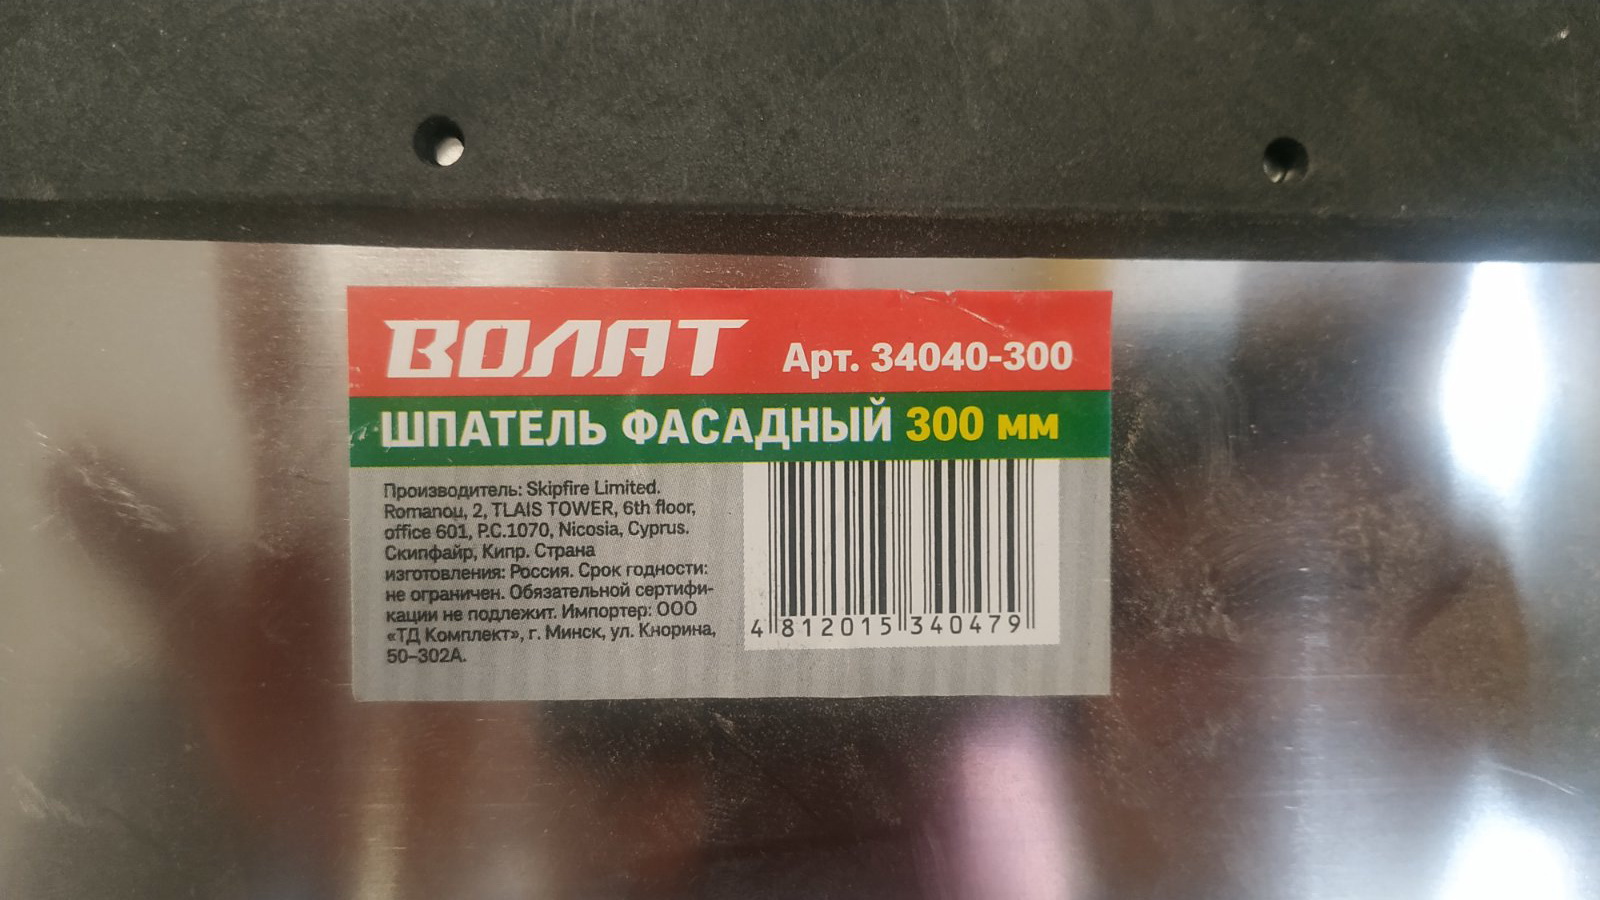 ВОЛАТ Арт. 34040-300
ШПАТЕЛЬ ФАСАДНЫЙ 300 мм
Производитель: Skipfire Limited.
Romanou, 2, TLAIS TOWER, 6th floor,
office 601, P.C.1070, Nicosia, Cyprus.
Скипфайр, Кипр. Страна
изготовления: Россия. Срок годности:
не ограничен. Обязательной сертифи-
кации не подлежит. Импортер: ООО
«ТД Комплект», г. Минск, ул. Кнорина,
50–302А.
4 812015 340479